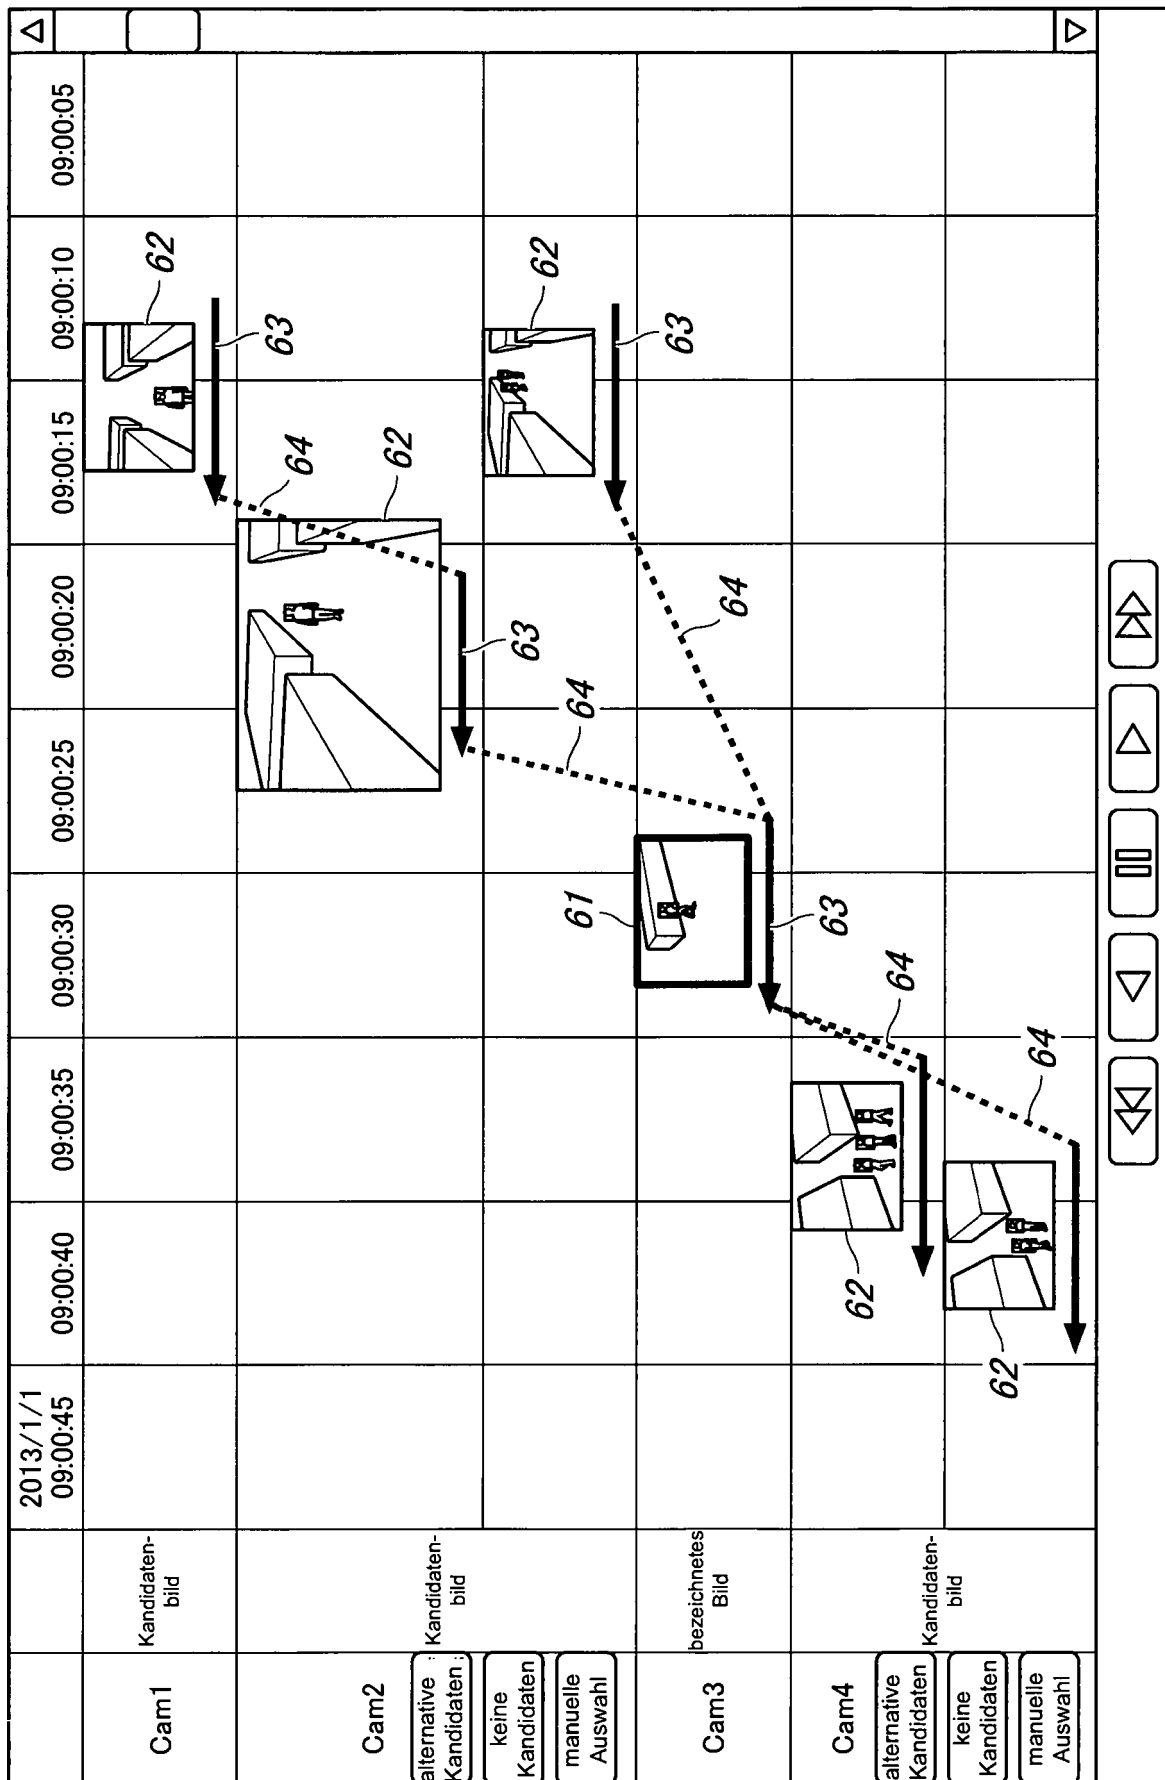 2013/1/1
09:00:45
09:00:40
09:00:35
09:00:30
09:00:25
09:00:20
09:00:15
09:00:10
09:00:05
Cam1
Kandidaten-
bild
62
63
64
Cam2
alternative
Kandidaten
keine
Kandidaten
manuelle
Auswahl
Kandidaten-
bild
62
63
64
62
63
64
Cam3
bezeichnetes
Bild
61
63
64
Cam4
alternative
Kandidaten
keine
Kandidaten
manuelle
Auswahl
Kandidaten-
bild
62
62
64